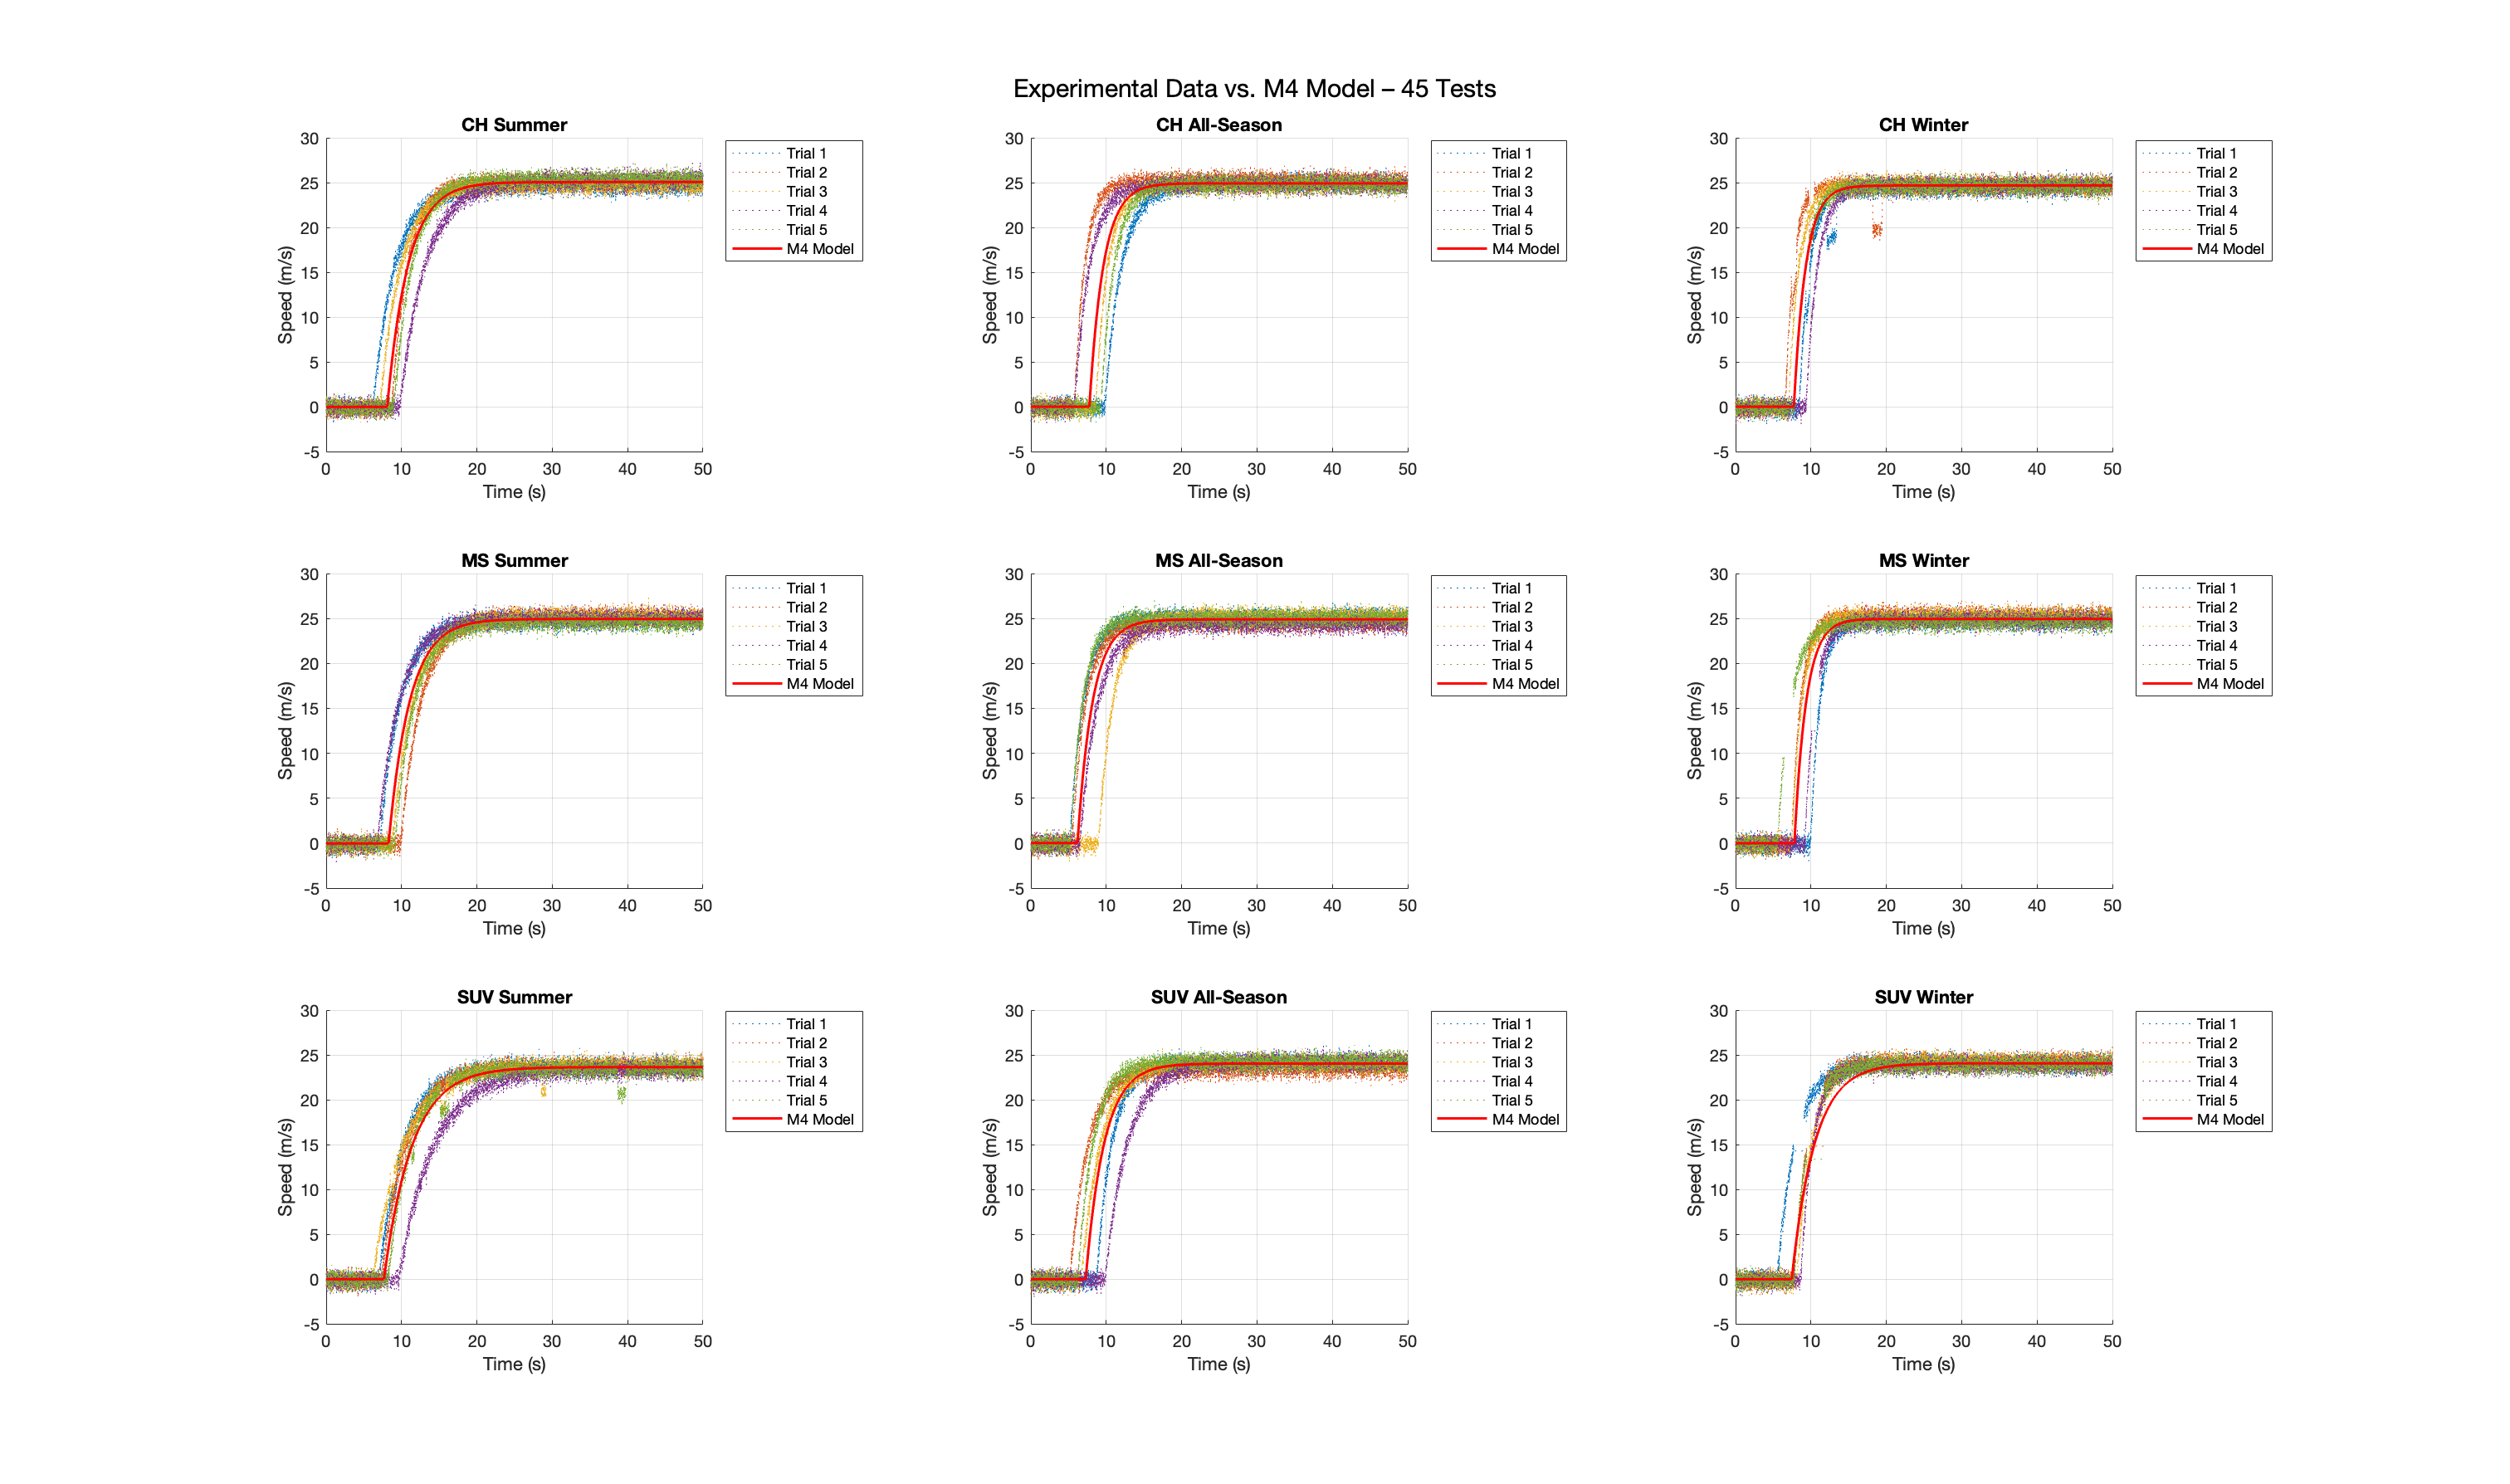 Experimental Data vs. M4 Model – 45 Tests
CH Summer
30
25
20
15
10
5
0
-5
Speed (m/s)
0 10 20 30 40 50
Time (s)
Trial 1
Trial 2
Trial 3
Trial 4
Trial 5
M4 Model
CH All-Season
30
25
20
15
10
5
0
-5
Speed (m/s)
0 10 20 30 40 50
Time (s)
Trial 1
Trial 2
Trial 3
Trial 4
Trial 5
M4 Model
CH Winter
30
25
20
15
10
5
0
-5
Speed (m/s)
0 10 20 30 40 50
Time (s)
Trial 1
Trial 2
Trial 3
Trial 4
Trial 5
M4 Model
MS Summer
30
25
20
15
10
5
0
-5
Speed (m/s)
0 10 20 30 40 50
Time (s)
Trial 1
Trial 2
Trial 3
Trial 4
Trial 5
M4 Model
MS All-Season
30
25
20
15
10
5
0
-5
Speed (m/s)
0 10 20 30 40 50
Time (s)
Trial 1
Trial 2
Trial 3
Trial 4
Trial 5
M4 Model
MS Winter
30
25
20
15
10
5
0
-5
Speed (m/s)
0 10 20 30 40 50
Time (s)
Trial 1
Trial 2
Trial 3
Trial 4
Trial 5
M4 Model
SUV Summer
30
25
20
15
10
5
0
-5
Speed (m/s)
0 10 20 30 40 50
Time (s)
Trial 1
Trial 2
Trial 3
Trial 4
Trial 5
M4 Model
SUV All-Season
30
25
20
15
10
5
0
-5
Speed (m/s)
0 10 20 30 40 50
Time (s)
Trial 1
Trial 2
Trial 3
Trial 4
Trial 5
M4 Model
SUV Winter
30
25
20
15
10
5
0
-5
Speed (m/s)
0 10 20 30 40 50
Time (s)
Trial 1
Trial 2
Trial 3
Trial 4
Trial 5
M4 Model